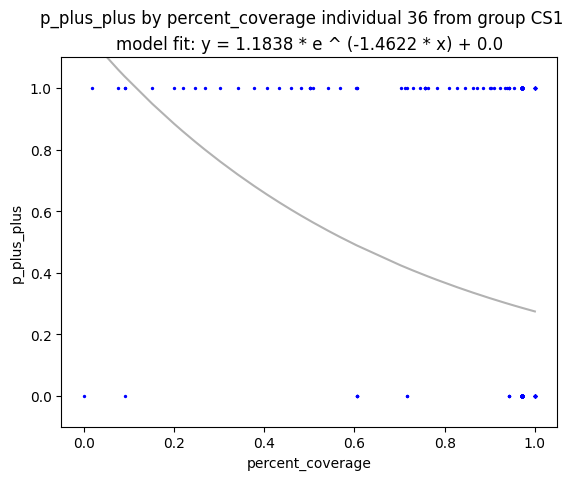 p_plus_plus by percent_coverage individual 36 from group CS1
model fit: y = 1.1838 * e ^ (-1.4622 * x) + 0.0
1.0
0.8
0.6
0.4
0.2
0.0
p_plus_plus
0.0 0.2 0.4 0.6 0.8 1.0
percent_coverage